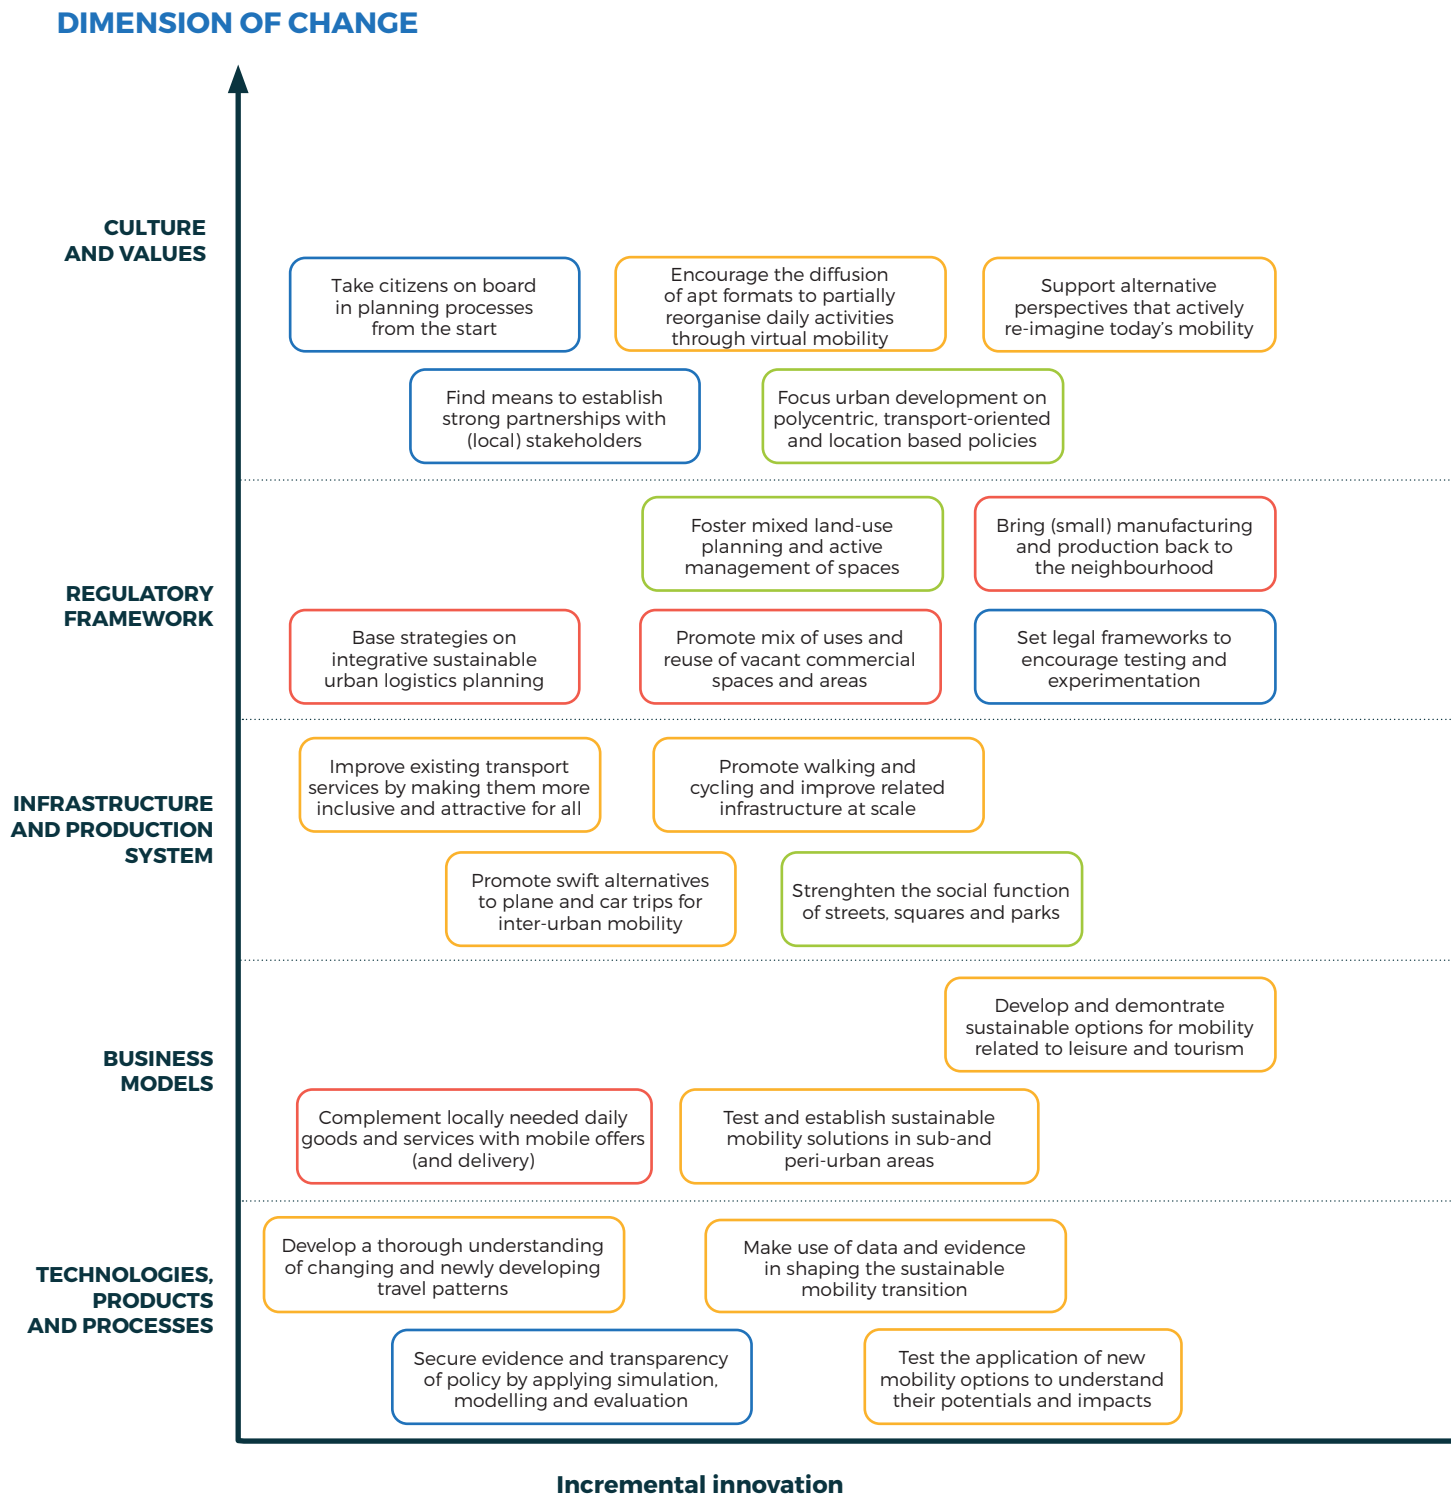 DIMENSION OF CHANGE
CULTURE
AND VALUES
Take citizens on board
in planning processes
from the start
Encourage the diffusion
of apt formats to partially
reorganise daily activities
through virtual mobility
Support alternative
perspectives that actively
re-imagine today's mobility
Find means to establish
strong partnerships with
(local) stakeholders
Focus urban development on
polycentric, transport-oriented
and location based policies
REGULATORY
FRAMEWORK
Foster mixed land-use
planning and active
management of spaces
Bring (small) manufacturing
and production back to
the neighbourhood
Base strategies on
integrative sustainable
urban logistics planning
Promote mix of uses and
reuse of vacant commercial
spaces and areas
Set legal frameworks to
encourage testing and
experimentation
INFRASTRUCTURE
AND PRODUCTION
SYSTEM
Improve existing transport
services by making them more
inclusive and attractive for all
Promote walking and
cycling and improve related
infrastructure at scale
Promote swift alternatives
to plane and car trips for
inter-urban mobility
Strenghten the social function
of streets, squares and parks
BUSINESS
MODELS
Develop and demontrate
sustainable options for mobility
related to leisure and tourism
Complement locally needed daily
goods and services with mobile offers
(and delivery)
Test and establish sustainable
mobility solutions in sub-and
peri-urban areas
TECHNOLOGIES,
PRODUCTS
AND PROCESSES
Develop a thorough understanding
of changing and newly developing
travel patterns
Make use of data and evidence
in shaping the sustainable
mobility transition
Secure evidence and transparency
of policy by applying simulation,
modelling and evaluation
Test the application of new
mobility options to understand
their potentials and impacts
Incremental innovation